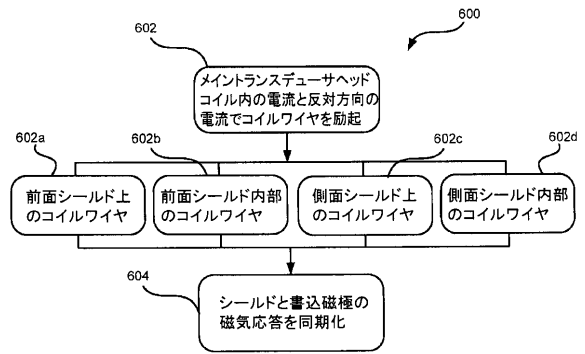 600
602
メイントランスデューサヘッド
コイル内の電流と反対方向の
電流でコイルワイヤを励起
602a
602b
602c
602d
前面シールド上
のコイルワイヤ
前面シールド内部
のコイルワイヤ
側面シールド上
のコイルワイヤ
側面シールド内部
のコイルワイヤ
604
シールドと書込磁極の
磁気応答を同期化